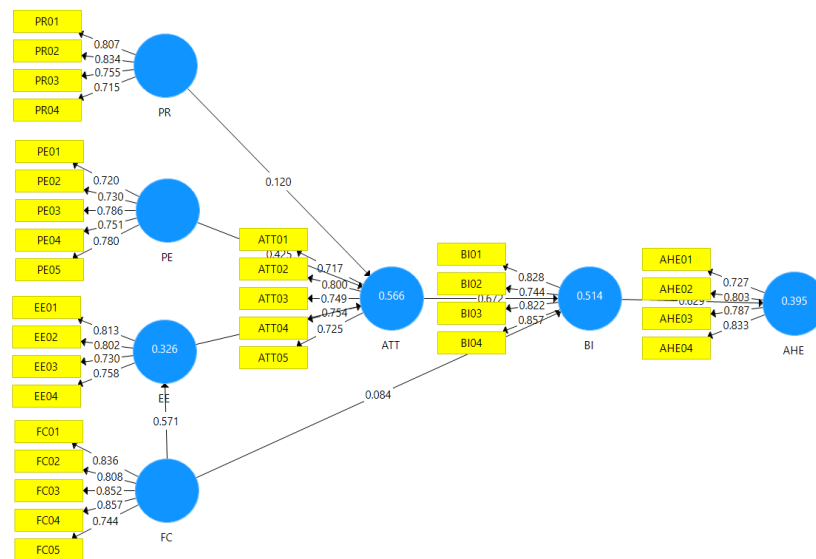 PR01
PR02
PR03
PR04
0.807
0.834
0.755
0.715
PR
0.120
PE01
PE02
PE03
PE04
PE05
0.720
0.730
0.786
0.751
0.780
PE
0.425
ATT01
ATT02
ATT03
ATT04
ATT05
0.717
0.800
0.749
0.754
0.725
0.566
ATT
BI01
BI02
BI03
BI04
0.828
0.744
0.822
0.857
0.672
0.514
BI
AHE01
AHE02
AHE03
AHE04
0.727
0.803
0.787
0.833
0.629
0.395
AHE
EE01
EE02
EE03
EE04
0.813
0.802
0.730
0.758
0.326
EE
0.571
0.084
FC01
FC02
FC03
FC04
FC05
0.836
0.808
0.852
0.857
0.744
FC